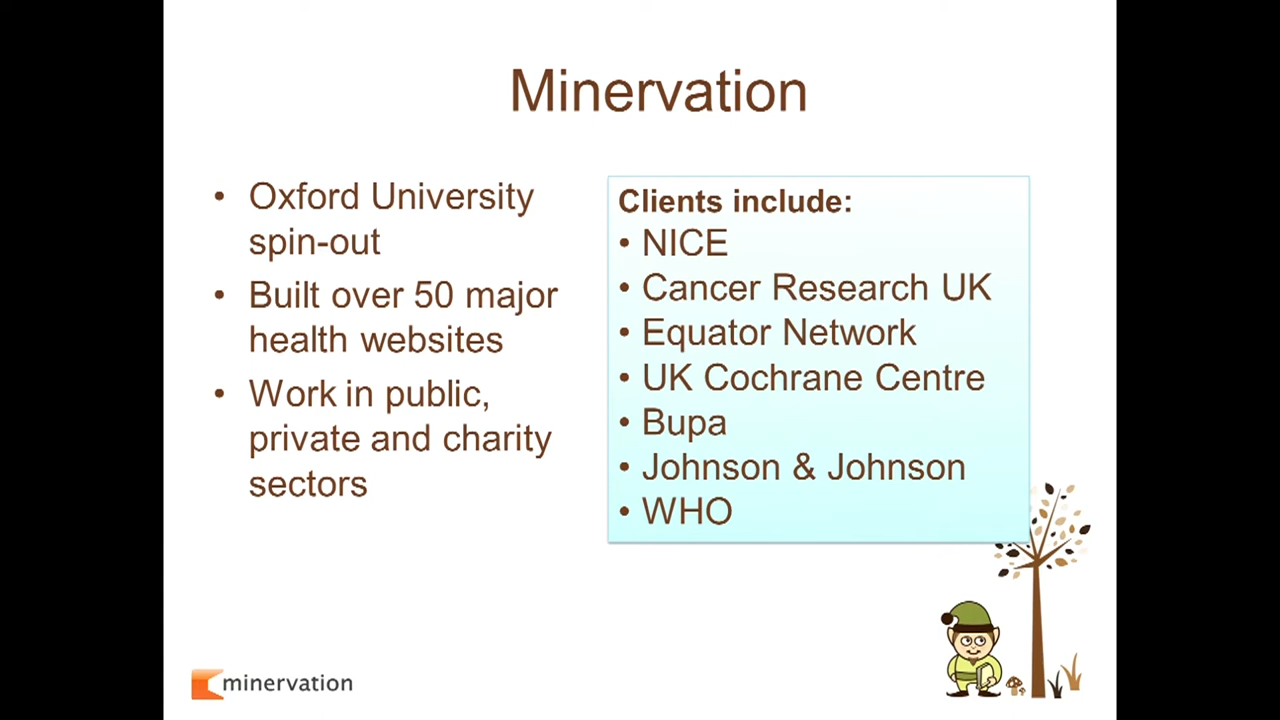 Minervation
• Oxford University
spin-out
• Built over 50 major
health websites
• Work in public,
private and charity
sectors
Clients include:
• NICE
• Cancer Research UK
• Equator Network
• UK Cochrane Centre
• Bupa
• Johnson & Johnson
• WHO
minervation